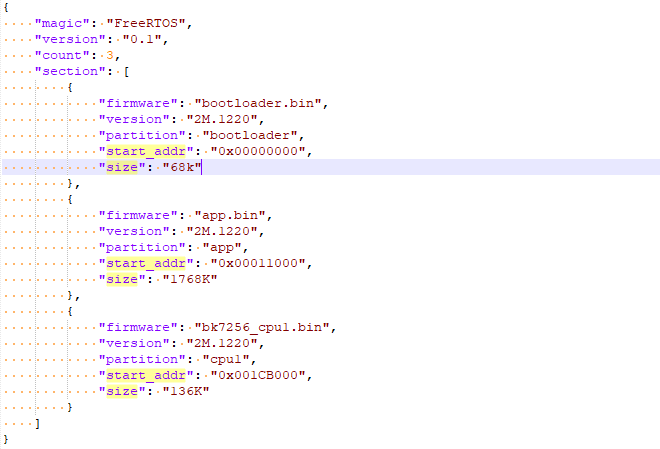 {
    "magic": "FreeRTOS",
    "version": "0.1",
    "count": 3,
    "section": [
        {
            "firmware": "bootloader.bin",
            "version": "2M.1220",
            "partition": "bootloader",
            "start_addr": "0x00000000",
            "size": "68k"
        },
        {
            "firmware": "app.bin",
            "version": "2M.1220",
            "partition": "app",
            "start_addr": "0x00011000",
            "size": "1768K"
        },
        {
            "firmware": "bk7256_cpu1.bin",
            "version": "2M.1220",
            "partition": "cpu1",
            "start_addr": "0x001CB000",
            "size": "136K"
        }
    ]
}